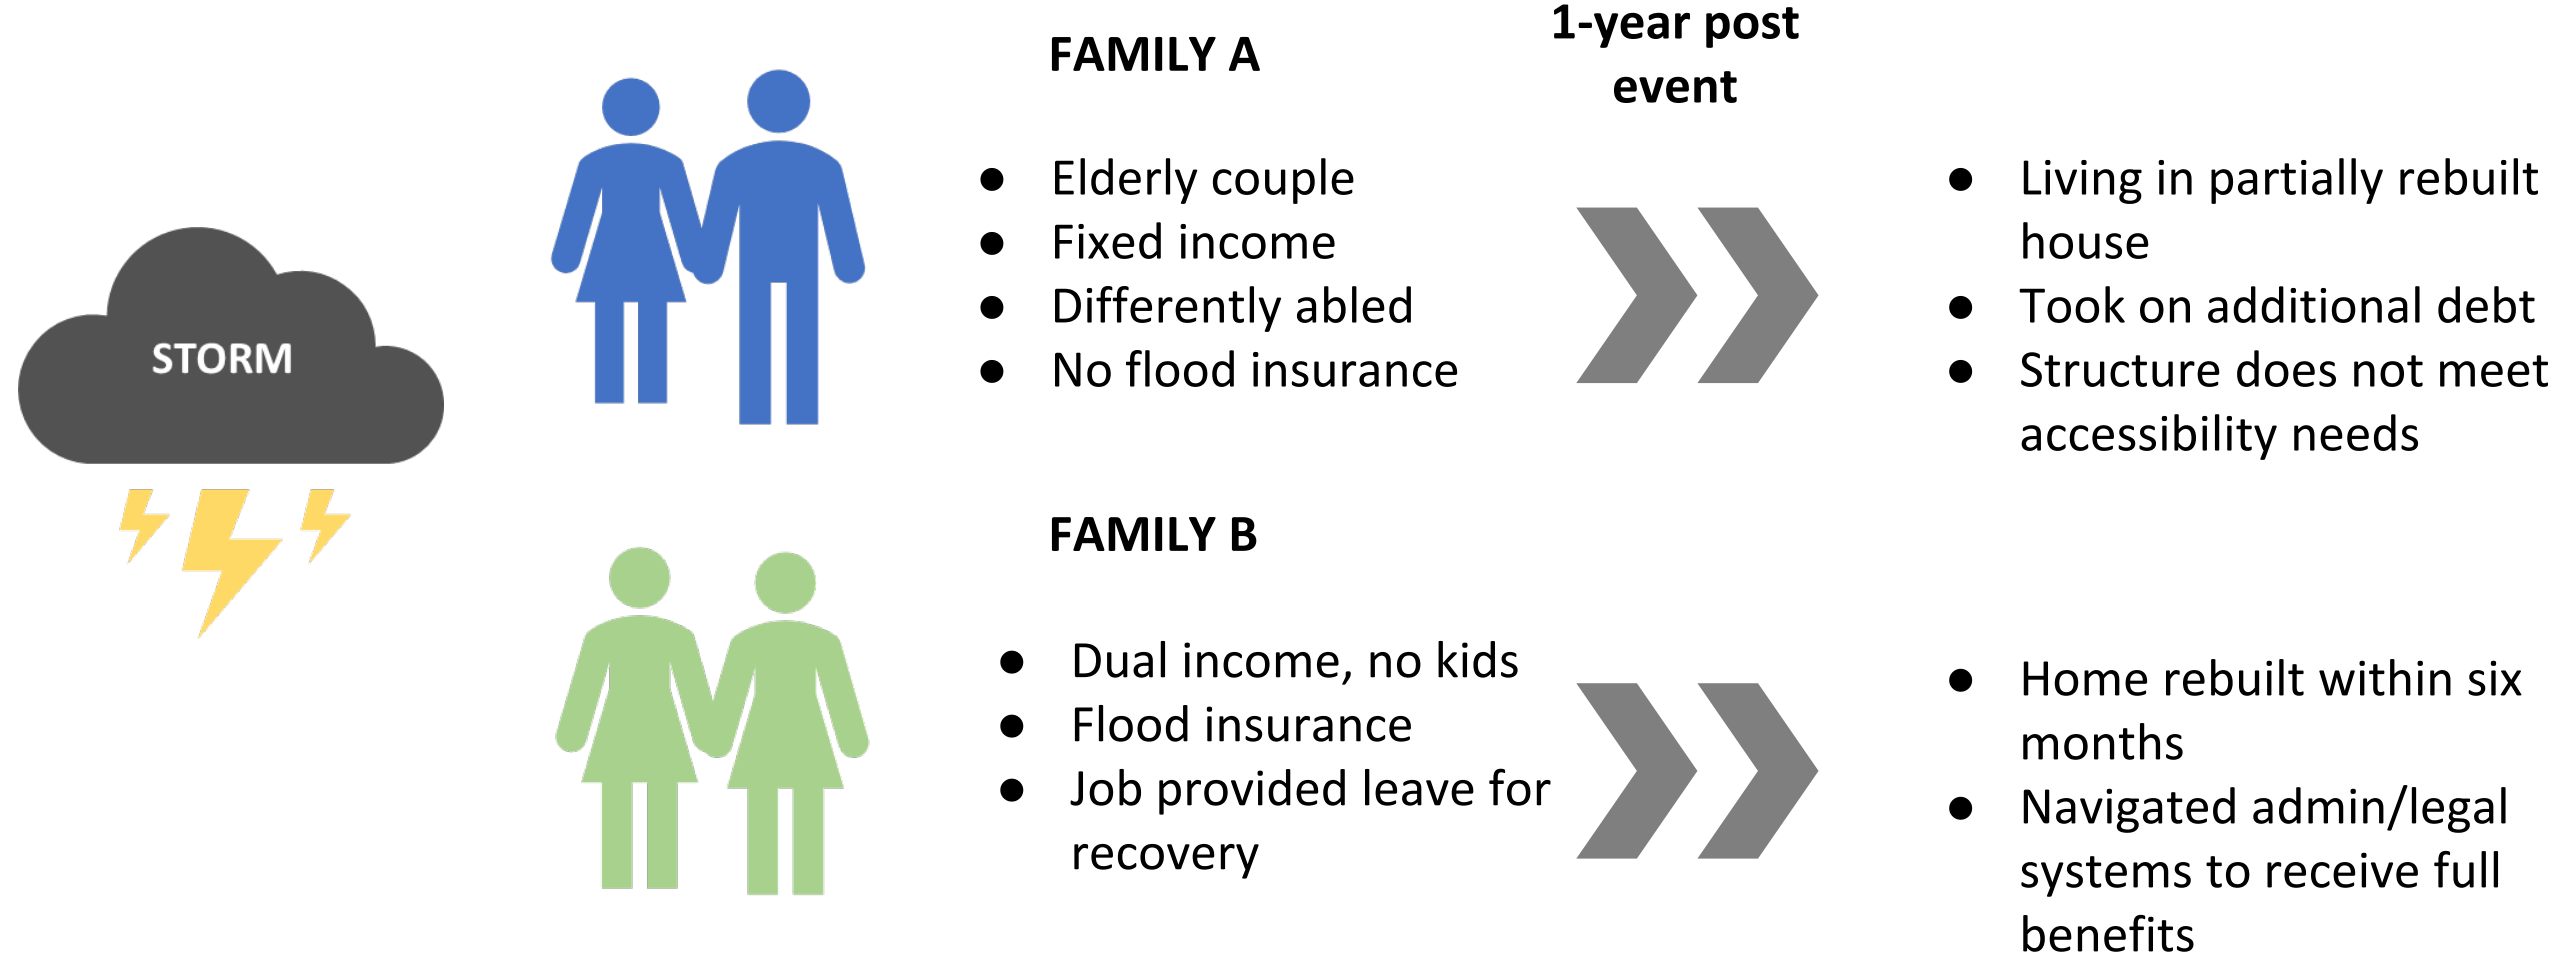 STORM
FAMILY A
● Elderly couple
● Fixed income
● Differently abled
● No flood insurance
1-year post
event
● Living in partially rebuilt
house
● Took on additional debt
● Structure does not meet
accessibility needs
FAMILY B
● Dual income, no kids
● Flood insurance
● Job provided leave for
recovery
● Home rebuilt within six
months
● Navigated admin/legal
systems to receive full
benefits